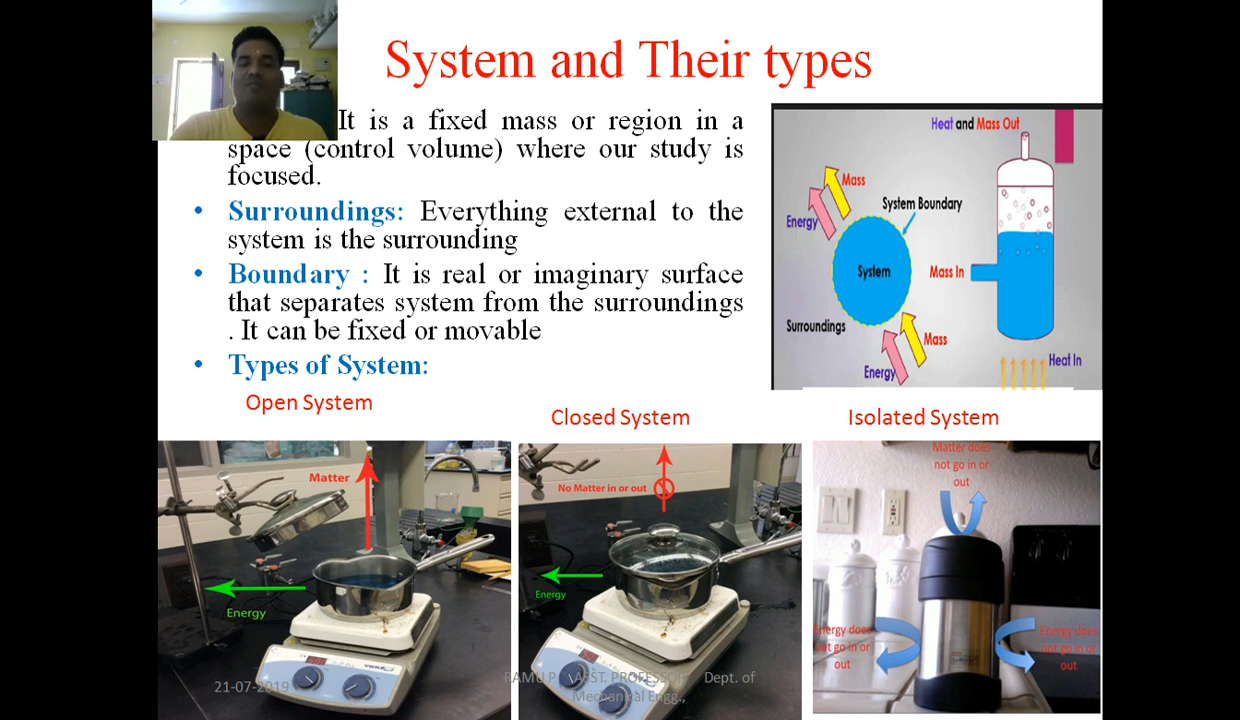 System and Their types
It is a fixed mass or region in a
space (control volume) where our study is
focused.
• Surroundings: Everything external to the
system is the surrounding
• Boundary : It is real or imaginary surface
that separates system from the surroundings
. It can be fixed or movable
• Types of System:
Heat and Mass Out
Mass
System Boundary
Energy
System
Mass In
Surroundings
Mass
Energy
Heat In
Open System
Closed System
Isolated System
Matter
Energy
No Matter in or out
Energy
Matter does
not go in or
out
Energy does
not go in or
out
Energy does
not go in or
out
21-07-2019
RAMU P ASST. PROFESSOR Dept. of
Mechanical Engg.,